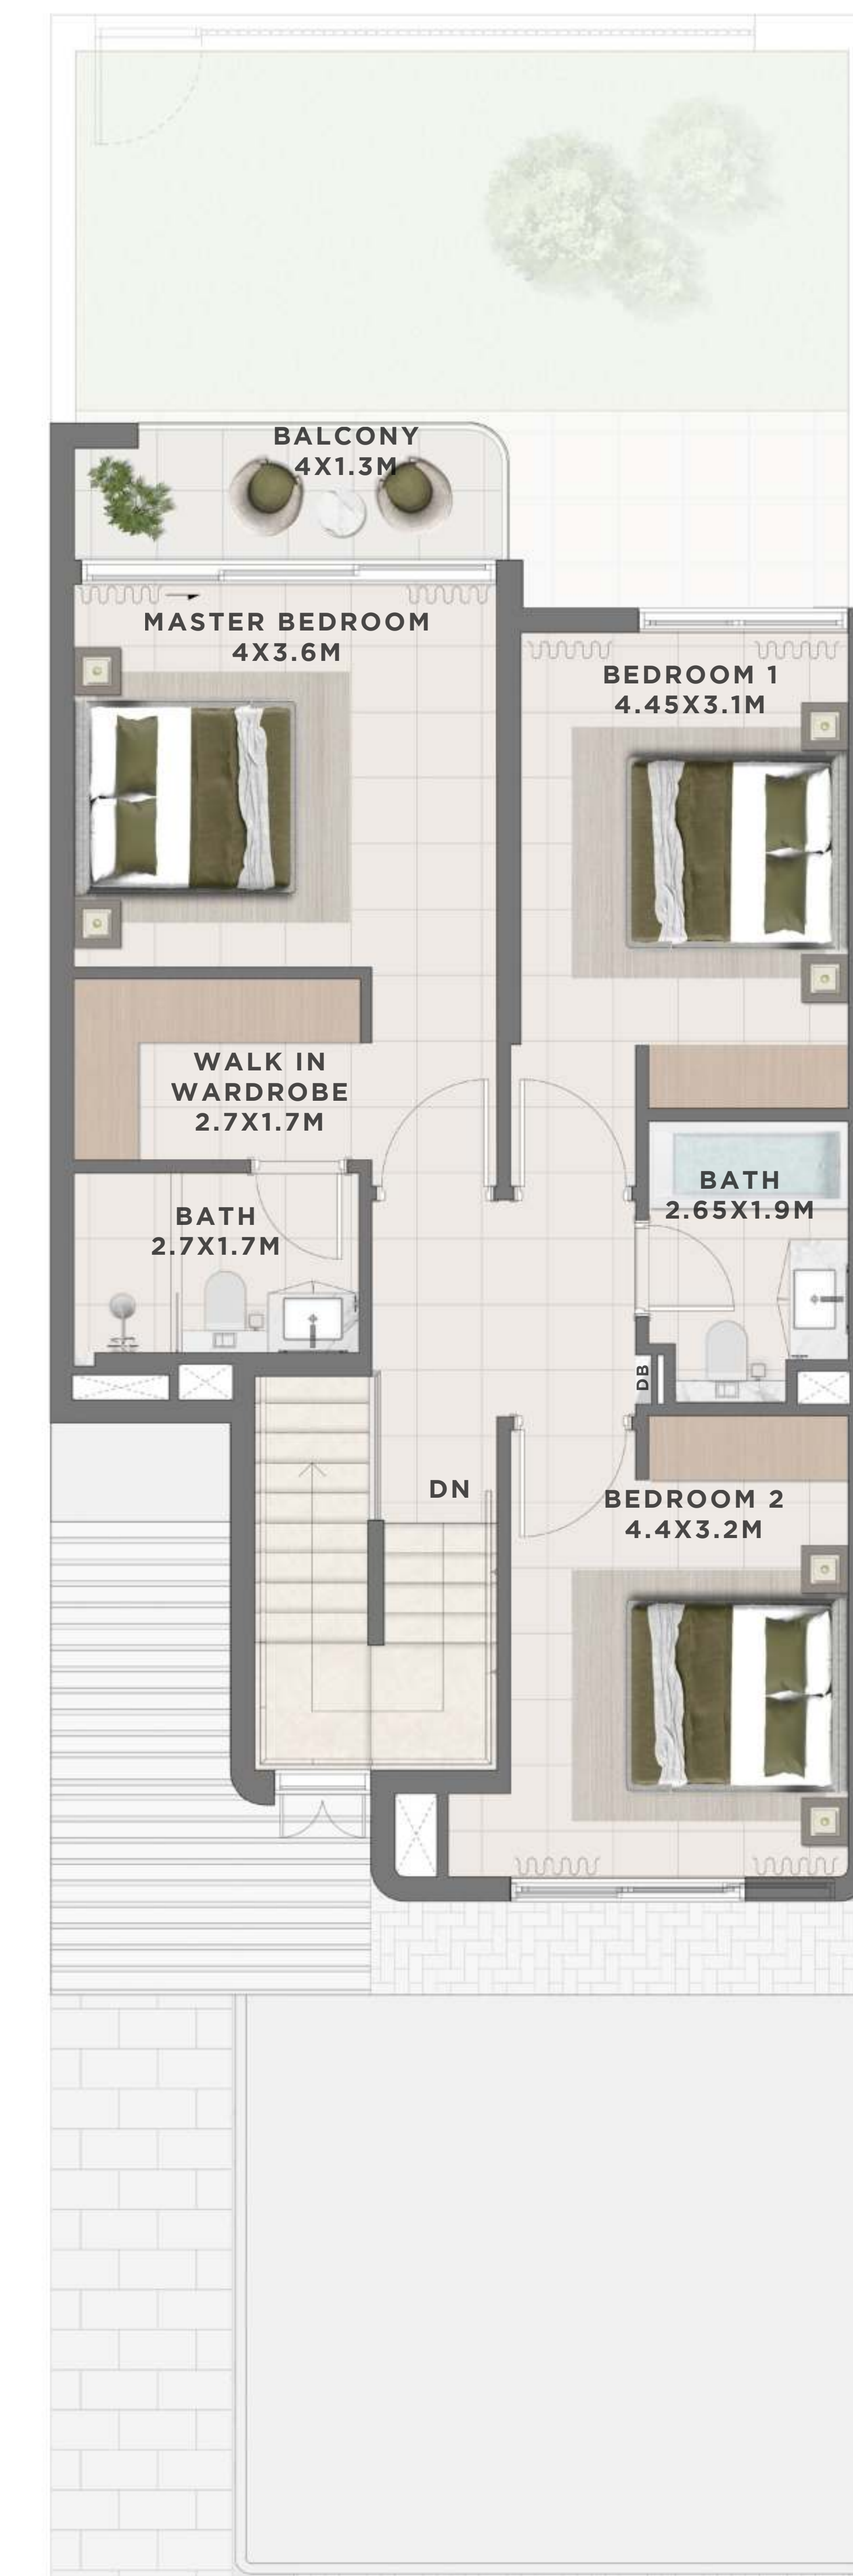 BALCONY
4X1.3M
MASTER BEDROOM
4X3.6M
BEDROOM 1
4.45X3.1M
WALK IN
WARDROBE
2.7X1.7M
BATH
2.65X1.9M
BATH
2.7X1.7M
DB
DN
BEDROOM 2
4.4X3.2M